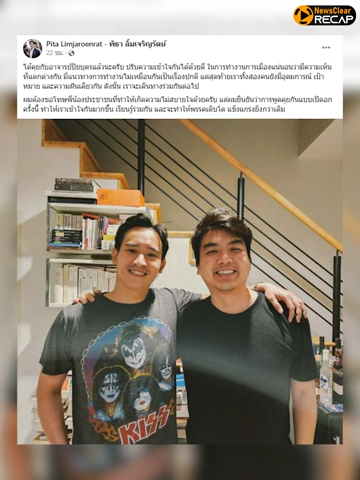 NewsClear
RECAP
Pita Limjaroenrat - พิธา ลิ้มเจริญรัตน์
22 ชม.
ได้คุยกับอาจารย์ปิยบุตรแล้วนะครับ ปรับความเข้าใจกันได้ด้วยดี ในการทำงานการเมืองแน่นอนว่ามีความเห็น
ที่แตกต่างกัน มีแนวทางการทำงานไม่เหมือนกันเป็นเรื่องปกติ แต่สุดท้ายเราทั้งสองคนยังมีอุดมการณ์ เป้า
หมาย และความฝันเดียวกัน ดังนั้น เราจะเดินทางร่วมกันต่อไป
ผมต้องขอโทษพี่น้องประชาชนที่ทำให้เกิดความไม่สบายใจด้วยครับ แต่ผมยืนยันว่าการพูดคุยกันแบบเปิดอก
ครั้งนี้ ทำให้เราเข้าใจกันมากขึ้น เรียนรู้ร่วมกัน และจะทำให้พรรคเติบโต แข็งแกร่งยิ่งกว่าเดิม
KISS